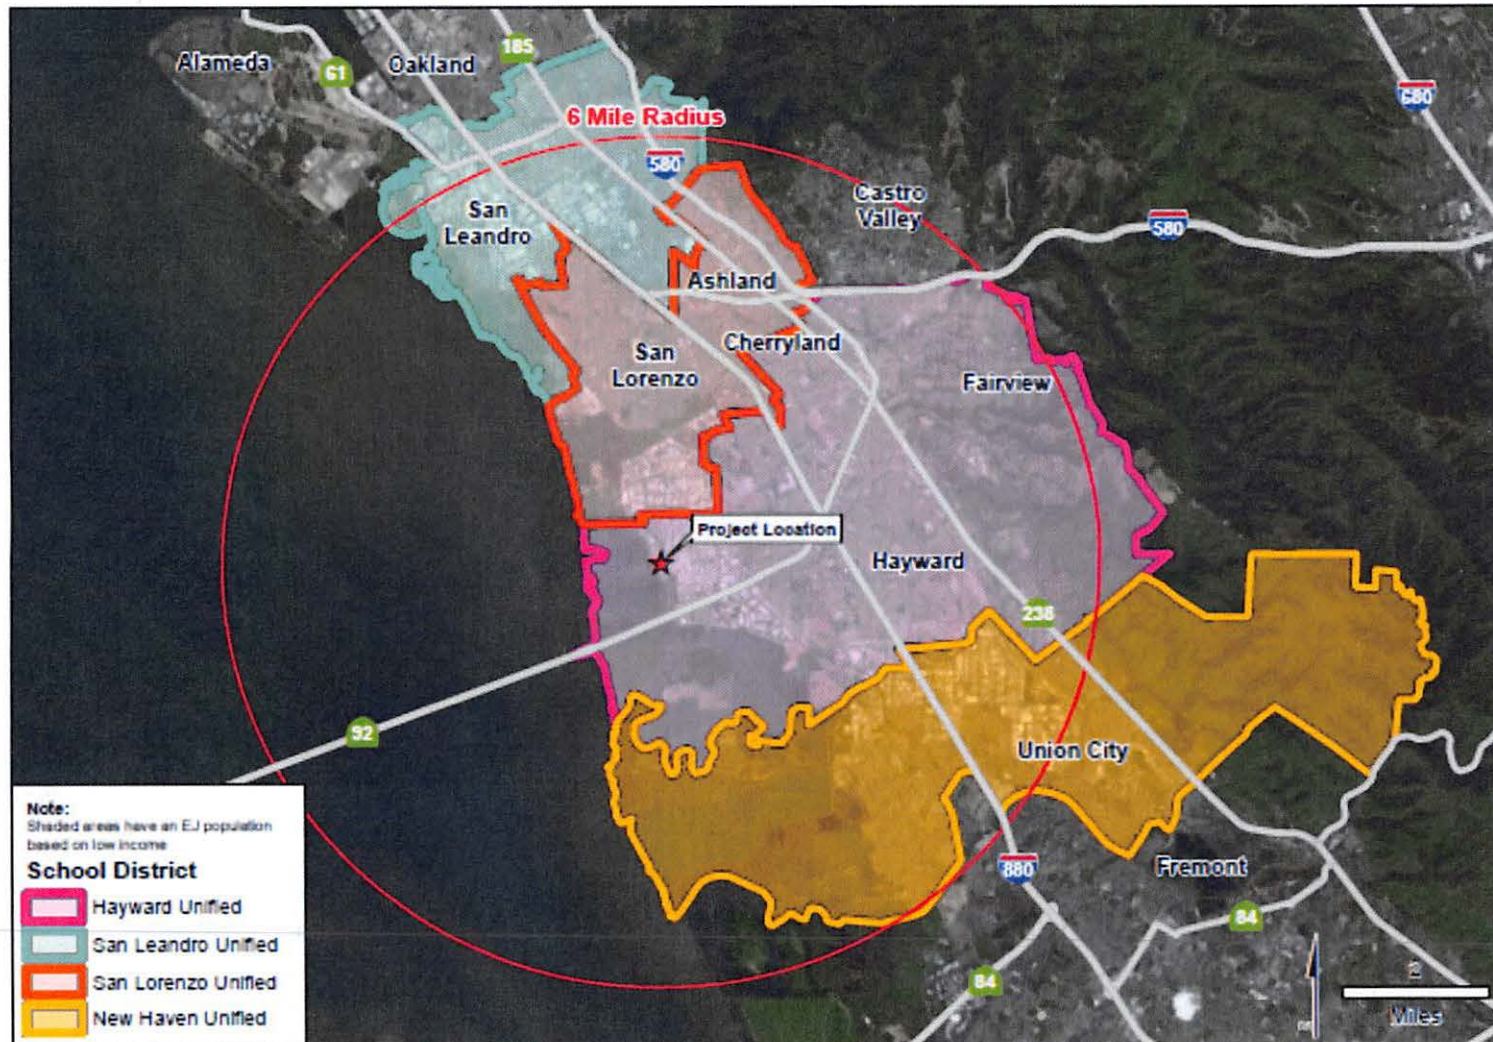 Alameda
61
Oakland
185
6 Mile Radius
580
680
Castro
Valley
San
Leandro
580
Ashland
Cherryland
San
Lorenzo
Fairview
Project Location
Hayward
238
92
Union City
Fremont
880
84
84
2
Miles
Note:
Shaded areas have an EJ population
based on low income
School District
Hayward Unified
San Leandro Unified
San Lorenzo Unified
New Haven Unified